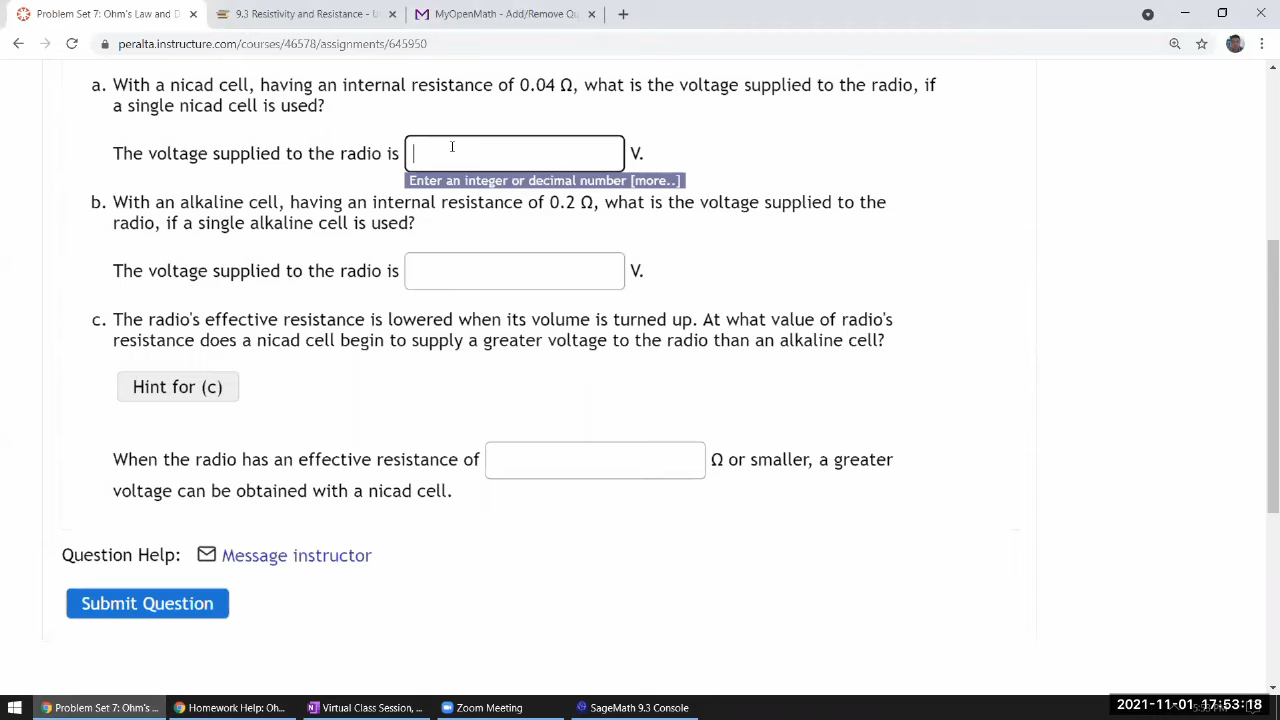 Problem Set 7: Ohm's Law and D
9.3 Resistivity and Resistance - U
MyOpenMath - Add/Remove Qu
peralta.instructure.com/courses/46578/assignments/645950
a. With a nicad cell, having an internal resistance of 0.04 Ω, what is the voltage supplied to the radio, if
a single nicad cell is used?
The voltage supplied to the radio is V.
Enter an integer or decimal number [more..]
b. With an alkaline cell, having an internal resistance of 0.2 Ω, what is the voltage supplied to the
radio, if a single alkaline cell is used?
The voltage supplied to the radio is V.
c. The radio's effective resistance is lowered when its volume is turned up. At what value of radio's
resistance does a nicad cell begin to supply a greater voltage to the radio than an alkaline cell?
Hint for (c)
When the radio has an effective resistance of Ω or smaller, a greater
voltage can be obtained with a nicad cell.
Question Help: Message instructor
Submit Question
Problem Set 7: Ohm's...
Homework Help: Oh...
Virtual Class Session, ...
Zoom Meeting
SageMath 9.3 Console
2021-11-01 17:53:18